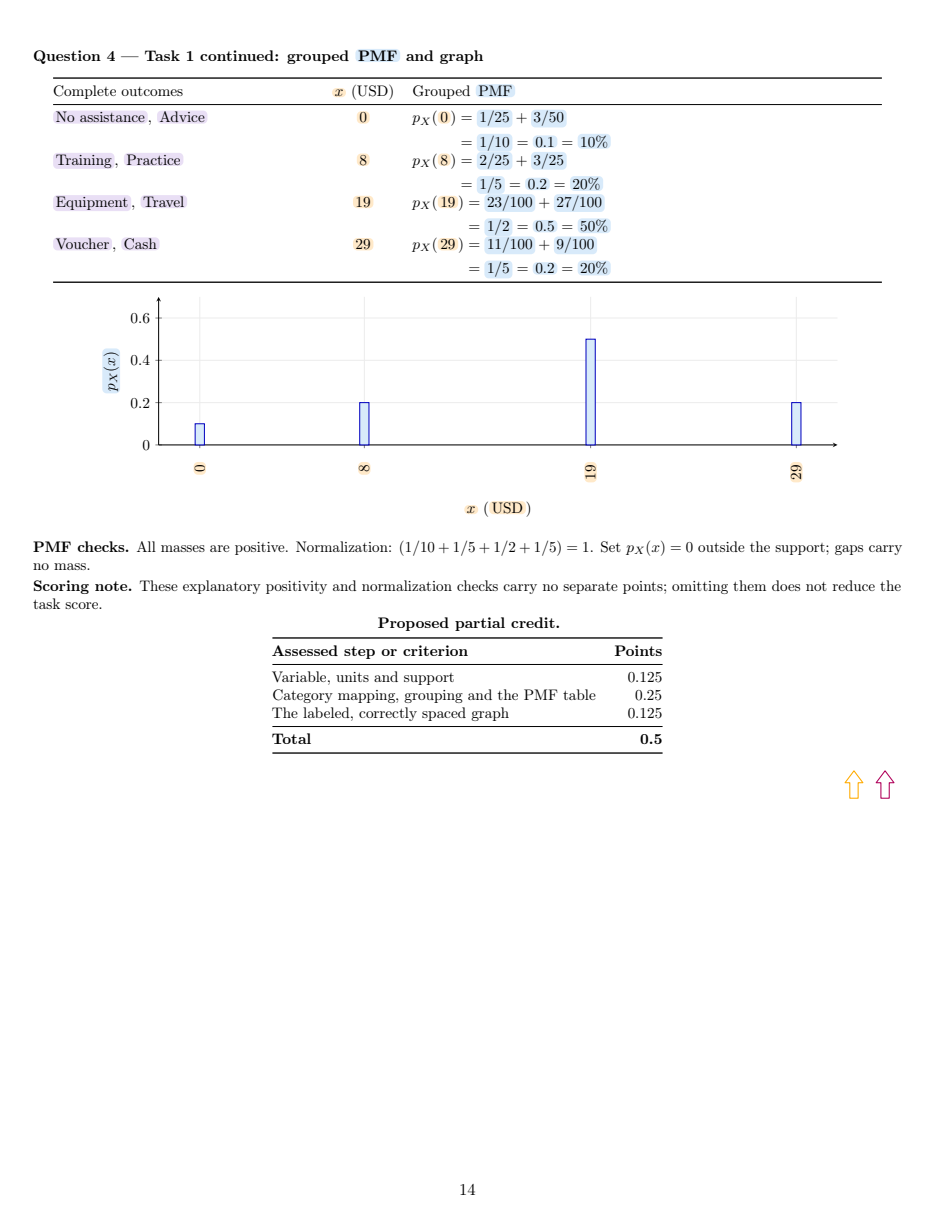 Question 4 — Task 1 continued: grouped PMF and graph
Complete outcomes x (USD) Grouped PMF
No assistance, Advice 0 pX(0) = 1/25 + 3/50
= 1/10 = 0.1 = 10%
Training, Practice 8 pX(8) = 2/25 + 3/25
= 1/5 = 0.2 = 20%
Equipment, Travel 19 pX(19) = 23/100 + 27/100
= 1/2 = 0.5 = 50%
Voucher, Cash 29 pX(29) = 11/100 + 9/100
= 1/5 = 0.2 = 20%
0.6
0.4
0.2
0
pX(x)
0 8 19 29
x (USD)
PMF checks. All masses are positive. Normalization: (1/10 + 1/5 + 1/2 + 1/5) = 1. Set pX(x) = 0 outside the support; gaps carry
no mass.
Scoring note. These explanatory positivity and normalization checks carry no separate points; omitting them does not reduce the
task score.
Proposed partial credit.
Assessed step or criterion Points
Variable, units and support 0.125
Category mapping, grouping and the PMF table 0.25
The labeled, correctly spaced graph 0.125
Total 0.5
14